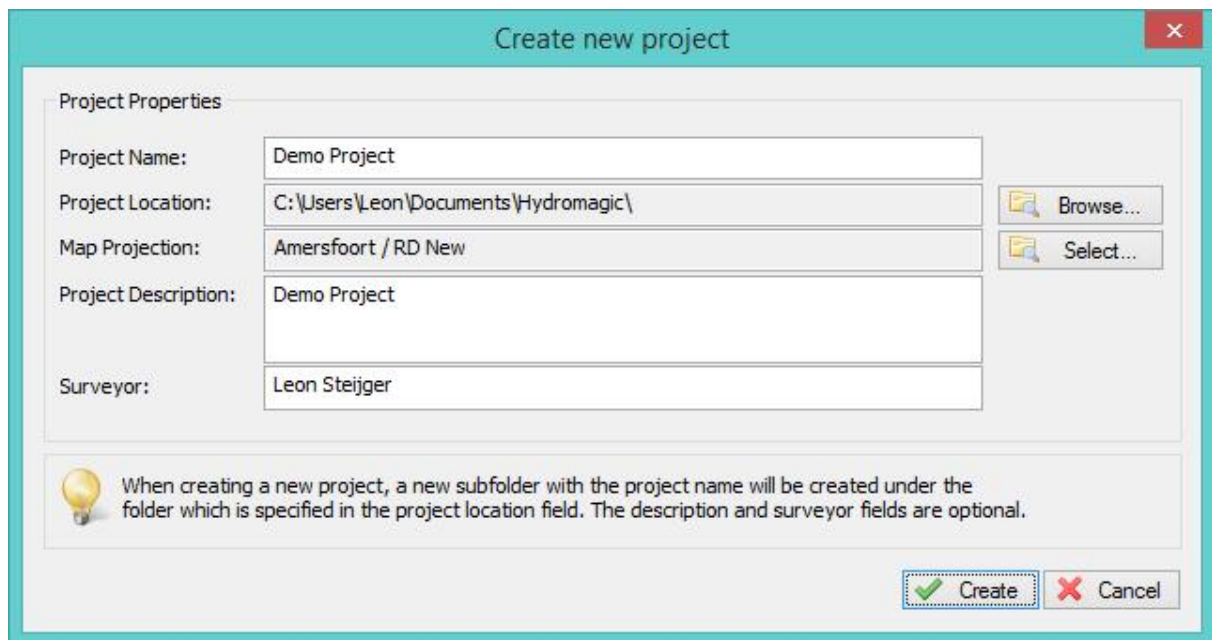 Create new project
Project Properties
Project Name: Demo Project
Project Location: C:\Users\Leon\Documents\Hydromagic\ Browse...
Map Projection: Amersfoort / RD New Select...
Project Description: Demo Project
Surveyor: Leon Steijger
When creating a new project, a new subfolder with the project name will be created under the
folder which is specified in the project location field. The description and surveyor fields are optional.
Create Cancel